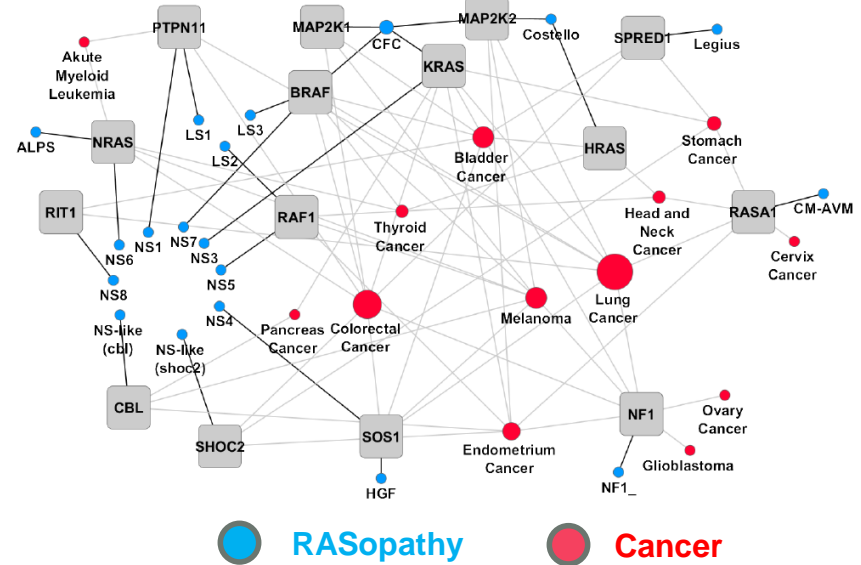 PTPN11
MAP2K1
MAP2K2
CFC
Costello
SPRED1
Legius
Akute
Myeloid
Leukemia
KRAS
BRAF
LS1
LS3
ALPS
NRAS
LS2
Bladder
Cancer
HRAS
Stomach
Cancer
RIT1
RAF1
Thyroid
Cancer
Head and
Neck
Cancer
RASA1
CM-AVM
NS6
NS1
NS7
NS3
NS5
Cervix
Cancer
NS8
NS4
NS-like
(cbl)
NS-like
(shoc2)
Pancreas
Cancer
Colorectal
Cancer
Melanoma
Lung
Cancer
CBL
SHOC2
SOS1
HGF
Endometrium
Cancer
NF1
Ovary
Cancer
Glioblastoma
NF1_
RASopathy
Cancer